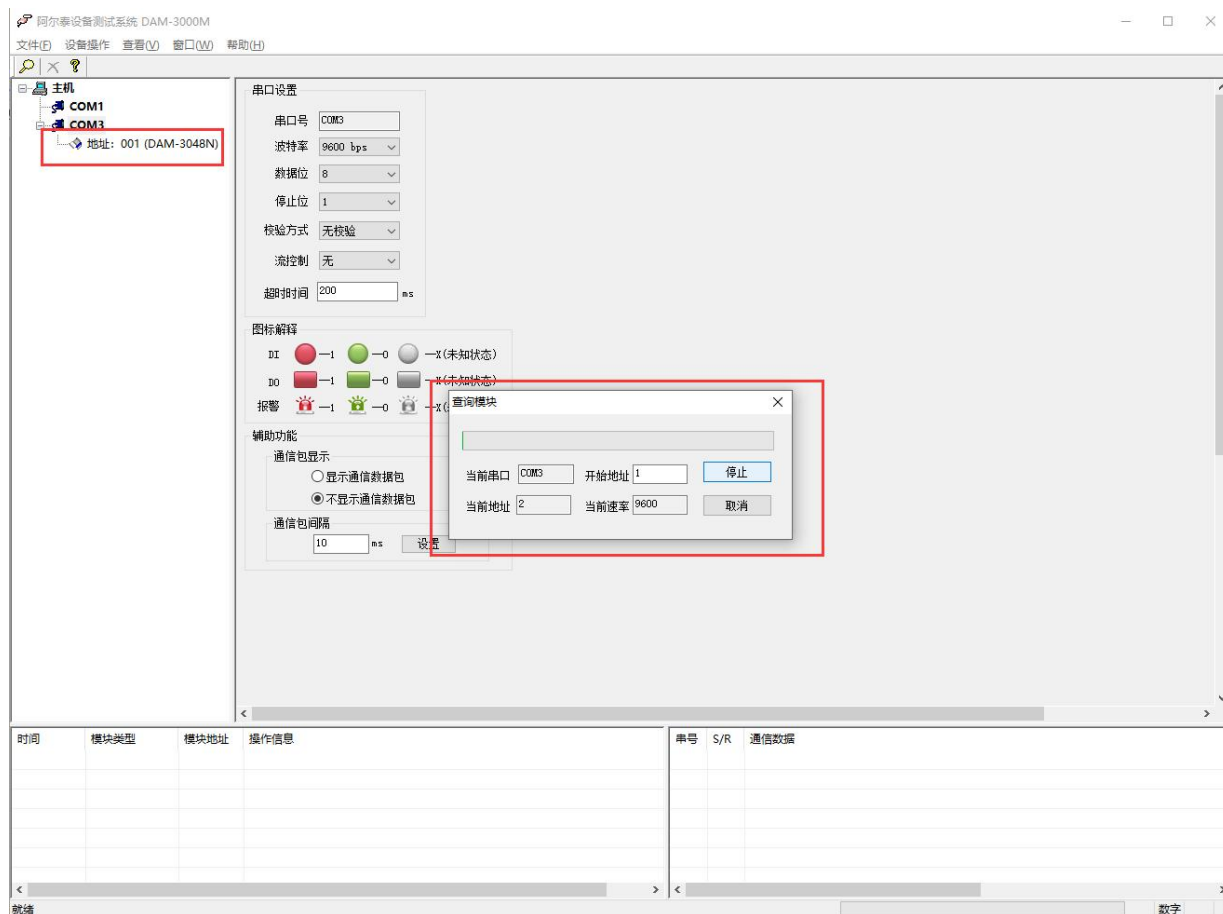 阿尔泰设备测试系统 DAM-3000M
文件(F) 设备操作 查看(V) 窗口(W) 帮助(H)
主机
COM1
COM3
地址：001 (DAM-3048N)
串口设置
串口号 COM3
波特率 9600 bps
数据位 8
停止位 1
校验方式 无校验
流控制 无
超时时间 200 ms
图标解释
DI —1 —0 —X(未知状态)
DO —1 —0 —X(未知状态)
报警 —1 —0 —X(
辅助功能
通信包显示
显示通信数据包
不显示通信数据包
通信包间隔
10 ms 设置
查询模块
当前串口 COM3 开始地址 1 停止
当前地址 2 当前速率 9600 取消
时间 模块类型 模块地址 操作信息
串号 S/R 通信数据
就绪 数字